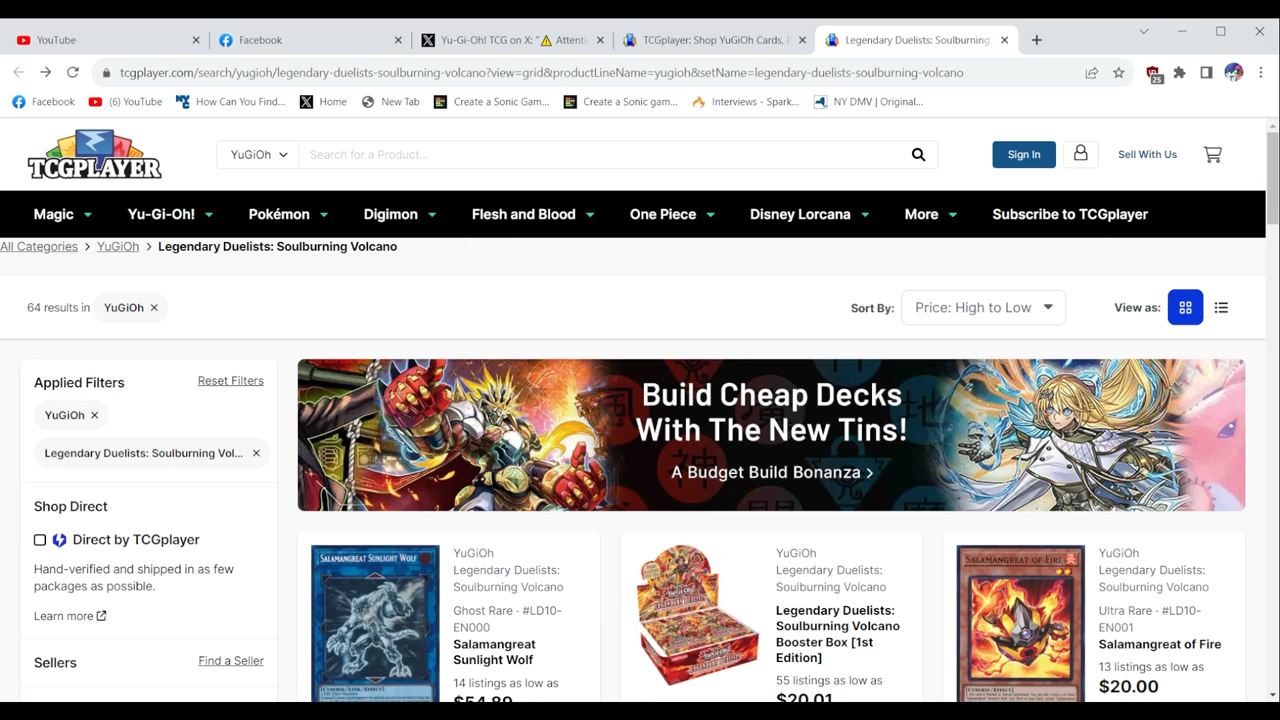 YouTube
Facebook
Yu-Gi-Oh! TCG on X: "⚠ Attenti
TCGplayer: Shop YuGiOh Cards, P
Legendary Duelists: Soulburning
tcgplayer.com/search/yugioh/legendary-duelists-soulburning-volcano?view=grid&productLineName=yugioh&setName=legendary-duelists-soulburning-volcano
25
Facebook
(6) YouTube
How Can You Find...
Home
New Tab
Create a Sonic Gam...
Create a Sonic gam...
Interviews - Spark...
NY DMV | Original...
TCGPLAYER
YuGiOh
Search for a Product...
Sign In
Sell With Us
Magic
Yu-Gi-Oh!
Pokémon
Digimon
Flesh and Blood
One Piece
Disney Lorcana
More
Subscribe to TCGplayer
All Categories > YuGiOh > Legendary Duelists: Soulburning Volcano
64 results in
YuGiOh ×
Sort By:
Price: High to Low
View as:
Applied Filters
Reset Filters
YuGiOh ×
Legendary Duelists: Soulburning Vol... ×
Shop Direct
Direct by TCGplayer
Hand-verified and shipped in as few
packages as possible.
Learn more
Sellers
Find a Seller
Build Cheap Decks
With The New Tins!
A Budget Build Bonanza >
SALAMANGREAT SUNLIGHT WOLF
YuGiOh
Legendary Duelists:
Soulburning Volcano
Ghost Rare · #LD10-
EN000
Salamangreat
Sunlight Wolf
14 listings as low as
YuGiOh
Legendary Duelists:
Soulburning Volcano
Legendary Duelists:
Soulburning Volcano
Booster Box [1st
Edition]
55 listings as low as
$20.01
SALAMANGREAT OF FIRE
YuGiOh
Legendary Duelists:
Soulburning Volcano
Ultra Rare · #LD10-
EN001
Salamangreat of Fire
13 listings as low as
$20.00